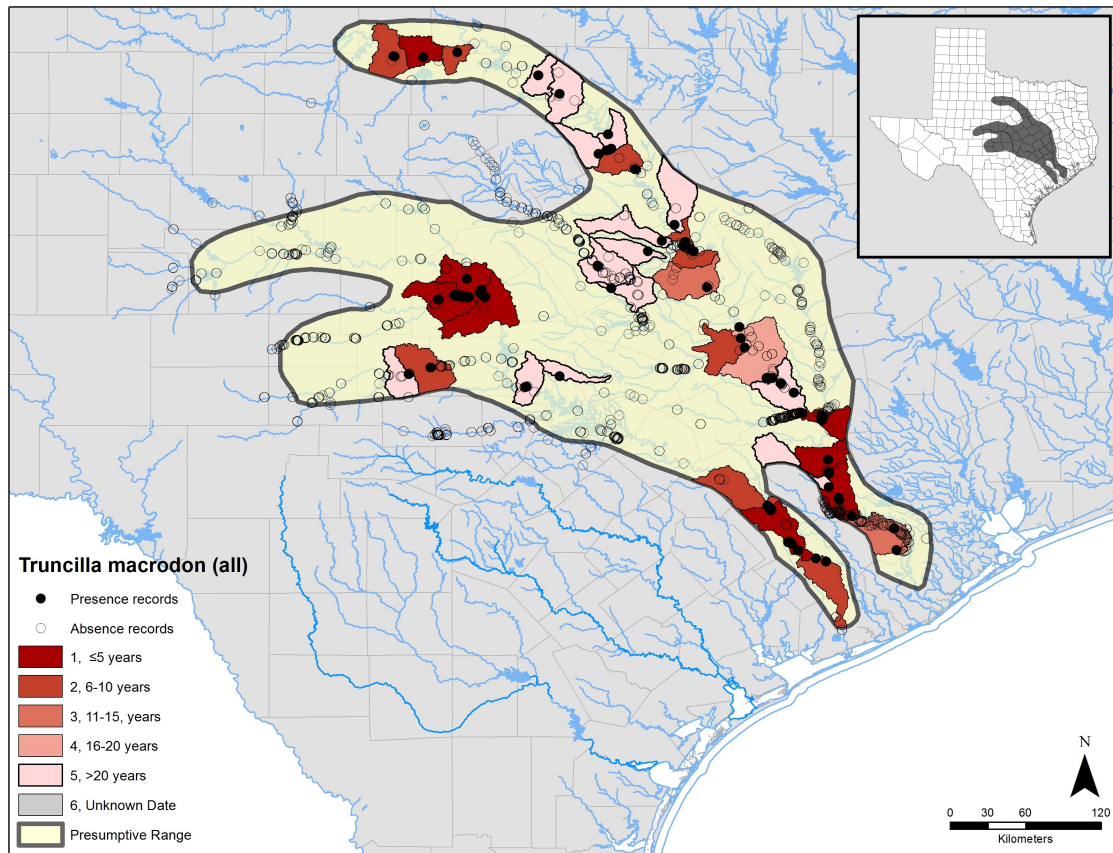 Truncilla macrodon (all)
Presence records
Absence records
1, ≤5 years
2, 6-10 years
3, 11-15, years
4, 16-20 years
5, >20 years
6, Unknown Date
Presumptive Range
N
0 30 60 120
Kilometers